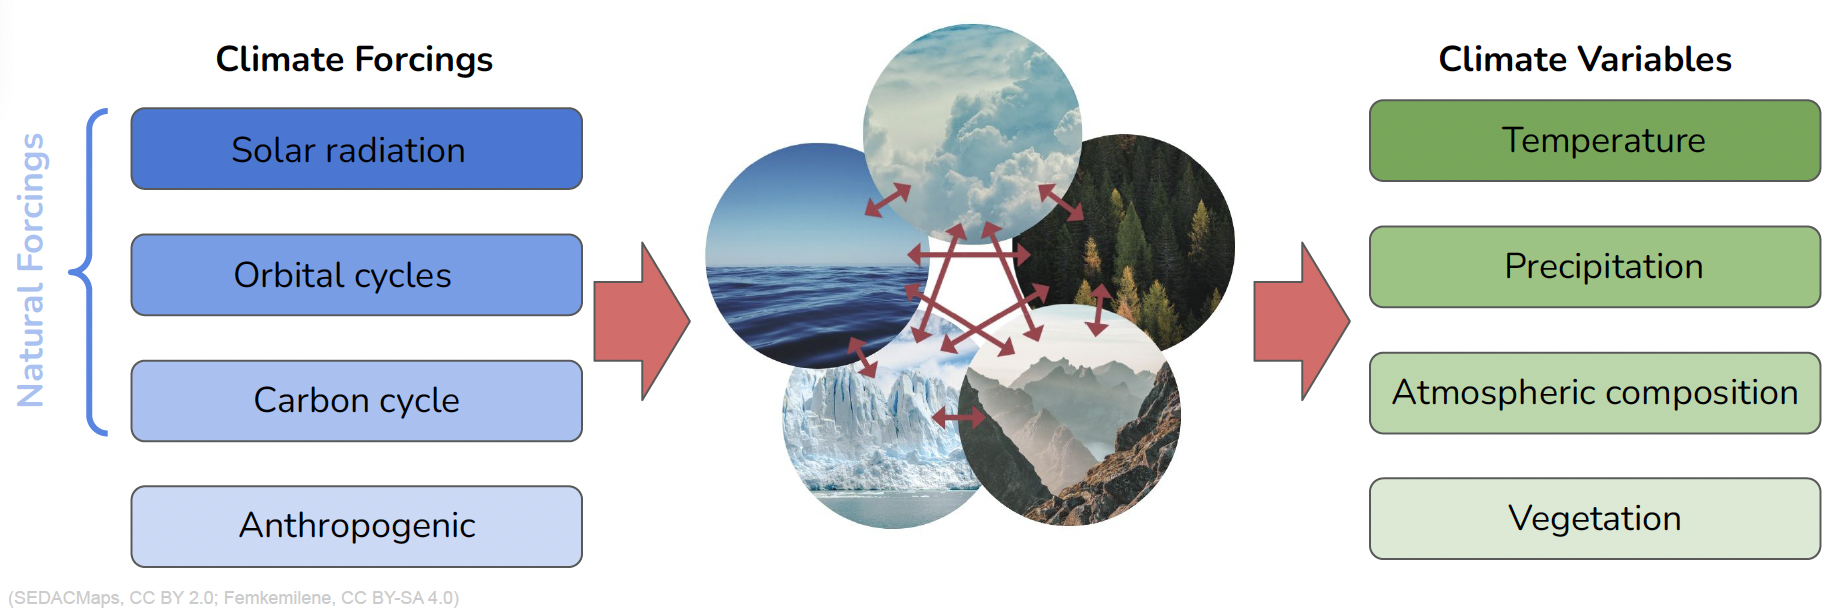 Climate Forcings
Natural Forcings
Solar radiation
Orbital cycles
Carbon cycle
Anthropogenic
Climate Variables
Temperature
Precipitation
Atmospheric composition
Vegetation
(SEDACMaps, CC BY 2.0; Femkemilene, CC BY-SA 4.0)